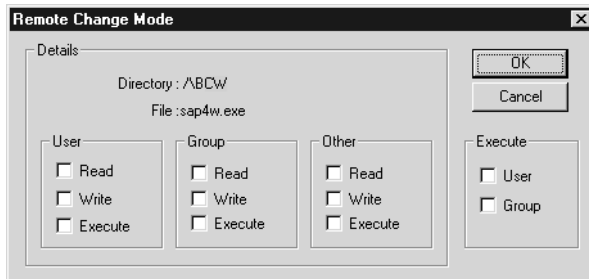 Remote Change Mode
Details
Directory : /\BCW
File :sap4w.exe
OK
Cancel
User
Read
Write
Execute
Group
Read
Write
Execute
Other
Read
Write
Execute
Execute
User
Group